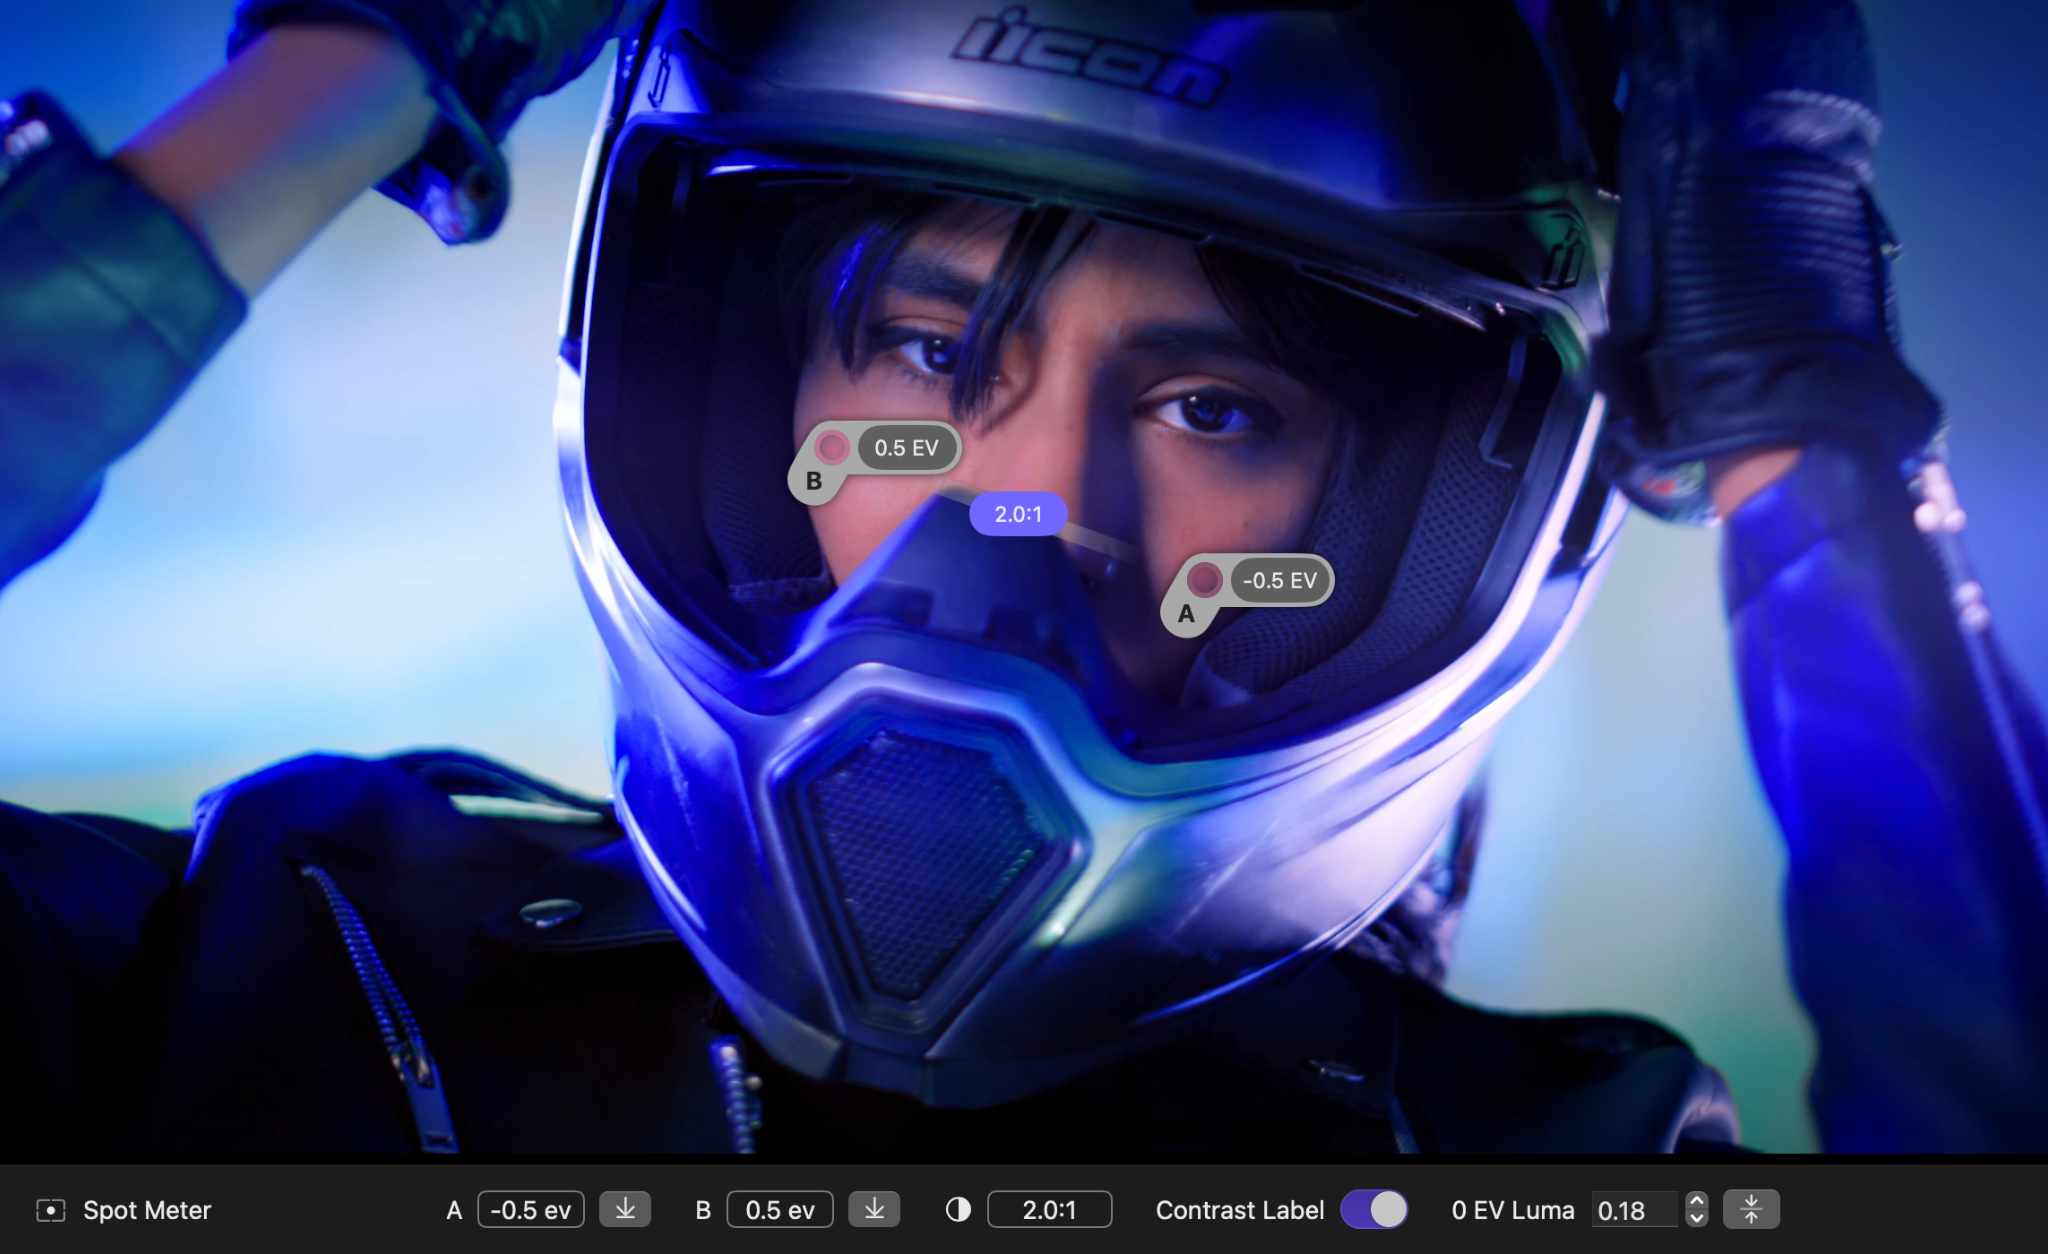 iicon
0.5 EV
B
2.0:1
-0.5 EV
A
Spot Meter
A -0.5 ev
B 0.5 ev
2.0:1
Contrast Label
0 EV Luma 0.18